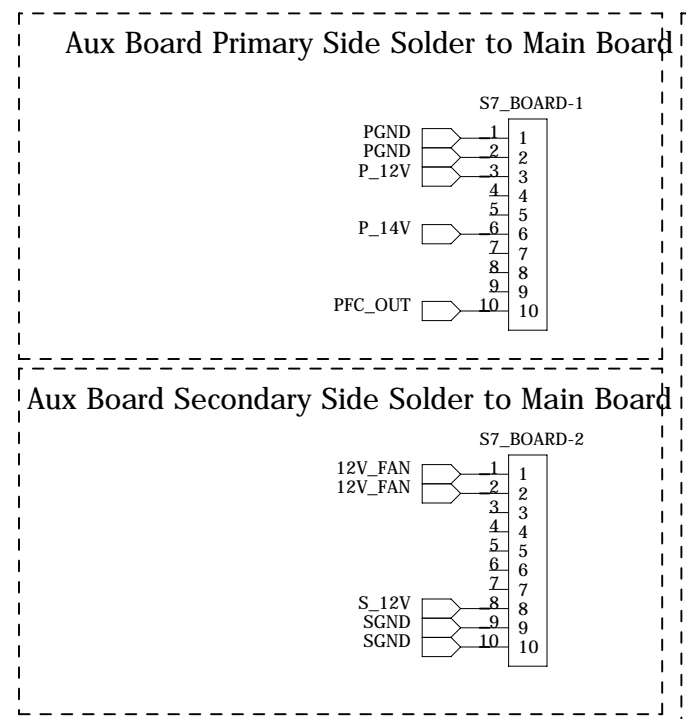 Aux Board Primary Side Solder to Main Board
S7_BOARD-1
PGND 1 1
PGND 2 2
P_12V 3 3
4 4
5 5
P_14V 6 6
7 7
8 8
9 9
PFC_OUT 10 10
Aux Board Secondary Side Solder to Main Board
S7_BOARD-2
12V_FAN 1 1
12V_FAN 2 2
3 3
4 4
5 5
6 6
7 7
S_12V 8 8
SGND 9 9
SGND 10 10